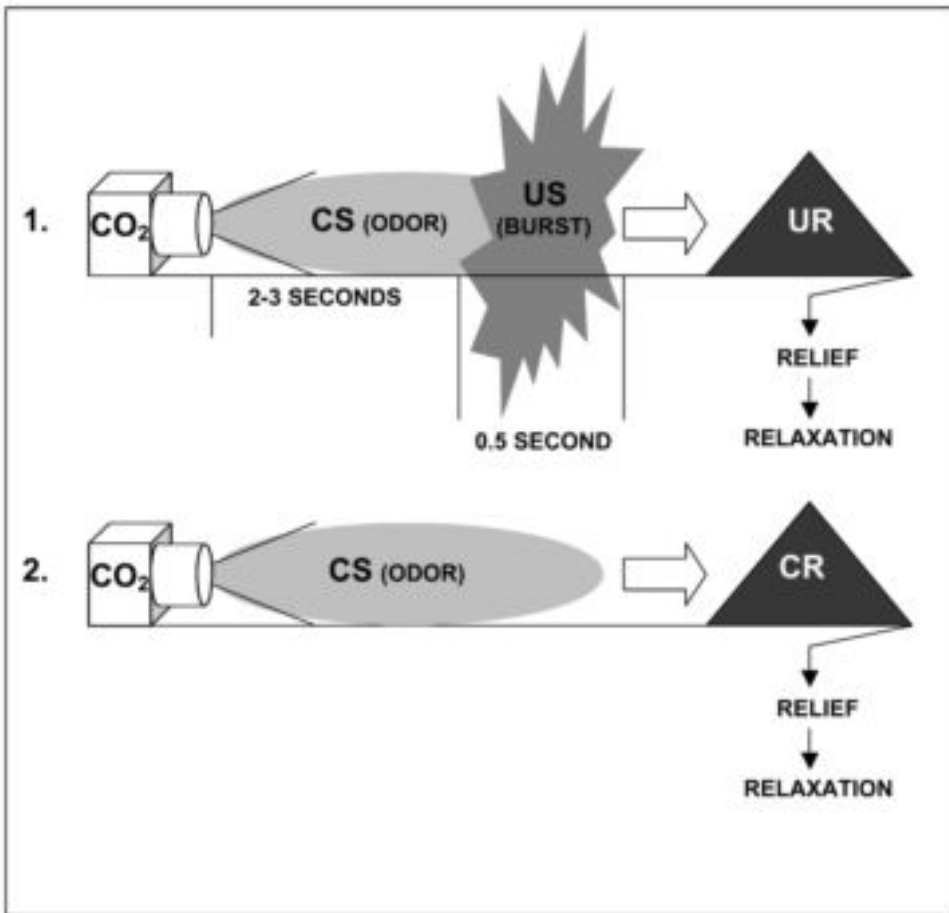 1.
CO₂
CS (ODOR)
US
(BURST)
UR
2-3 SECONDS
0.5 SECOND
RELIEF
RELAXATION
2.
CO₂
CS (ODOR)
CR
RELIEF
RELAXATION